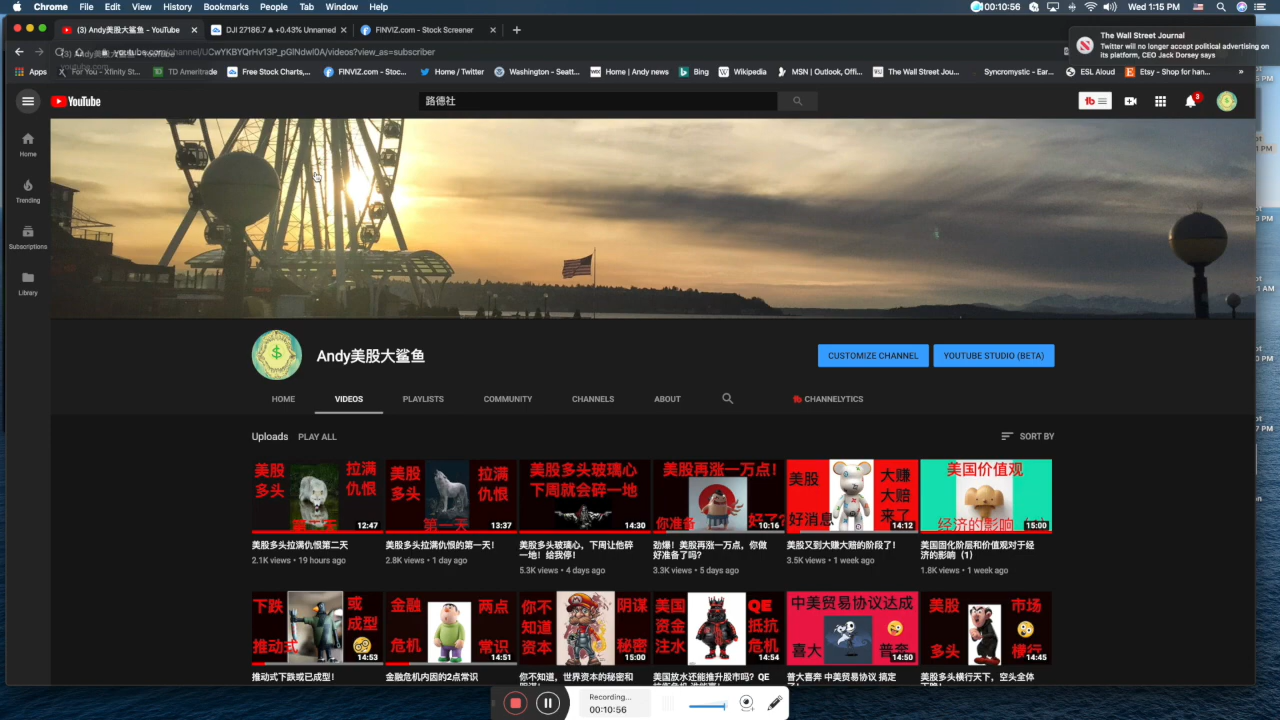 Chrome File Edit View History Bookmarks People Tab Window Help
00:10:56 Wed 1:15 PM
(3) Andy美股大鲨鱼 - YouTube
DJI 27186.7 ▲ +0.43% Unnamed
FINVIZ.com - Stock Screener
youtube.com/channel/UCwYKBYQrHv13P_pGlNdwl0A/videos?view_as=subscriber
The Wall Street Journal
Twitter will no longer accept political advertising on
its platform, CEO Jack Dorsey says
Apps
For You - Xfinity St...
TD Ameritrade
Free Stock Charts,...
FINVIZ.com - Stoc...
Home / Twitter
Washington - Seatt...
Home | Andy news
Bing
Wikipedia
MSN | Outlook, Offi...
The Wall Street Jou...
Syncromystic - Ear...
ESL Aloud
Etsy - Shop for han...
»
YouTube
路德社
3
Home
Trending
Subscriptions
Library
Andy美股大鲨鱼
CUSTOMIZE CHANNEL
YOUTUBE STUDIO (BETA)
HOME VIDEOS PLAYLISTS COMMUNITY CHANNELS ABOUT CHANNELYTICS
Uploads PLAY ALL
SORT BY
美股
多头
拉满
仇恨
第二天
12:47
美股多头拉满仇恨第二天
2.1K views • 19 hours ago
美股
多头
拉满
仇恨
第一天
13:37
美股多头拉满仇恨的第一天!
2.8K views • 1 day ago
美股多头玻璃心
下周就会碎一地
14:30
美股多头玻璃心，下周让他碎
一地！给我停!
5.3K views • 4 days ago
美股再涨一万点!
你准备
好了?
10:16
劲爆！美股再涨一万点，你做
好准备了吗?
3.3K views • 5 days ago
美股
好消息
大赚
大赔
来了
14:12
美股又到大赚大赔的阶段了!
3.5K views • 1 week ago
美国价值观
经济的影响
15:00
美国固化阶层和价值观对于经
济的影响（1）
1.8K views • 1 week ago
下跌
推动式
或
成型
14:53
推动式下跌或已成型!
金融
危机
两点
常识
14:51
金融危机内因的2点常识
你不
知道
资本
阴谋
秘密
15:00
你不知道，世界资本的秘密和
美国
资金
注水
QE
抵抗
危机
14:54
美国放水还能推升股市吗？QE
中美贸易协议达成
喜大
普奔
14:50
普大喜奔 中美贸易协议 搞定
美股
多头
市场
横行
14:45
美股多头横行天下，空头全体
Recording...
00:10:56